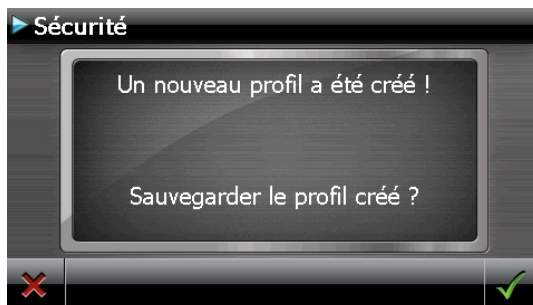 Sécurité
Un nouveau profil a été créé !
Sauvegarder le profil créé ?